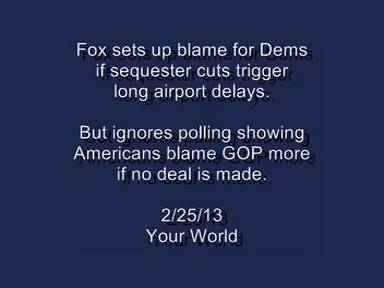 Fox sets up blame for Dems
if sequester cuts trigger
long airport delays.
But ignores polling showing
Americans blame GOP more
if no deal is made.
2/25/13
Your World